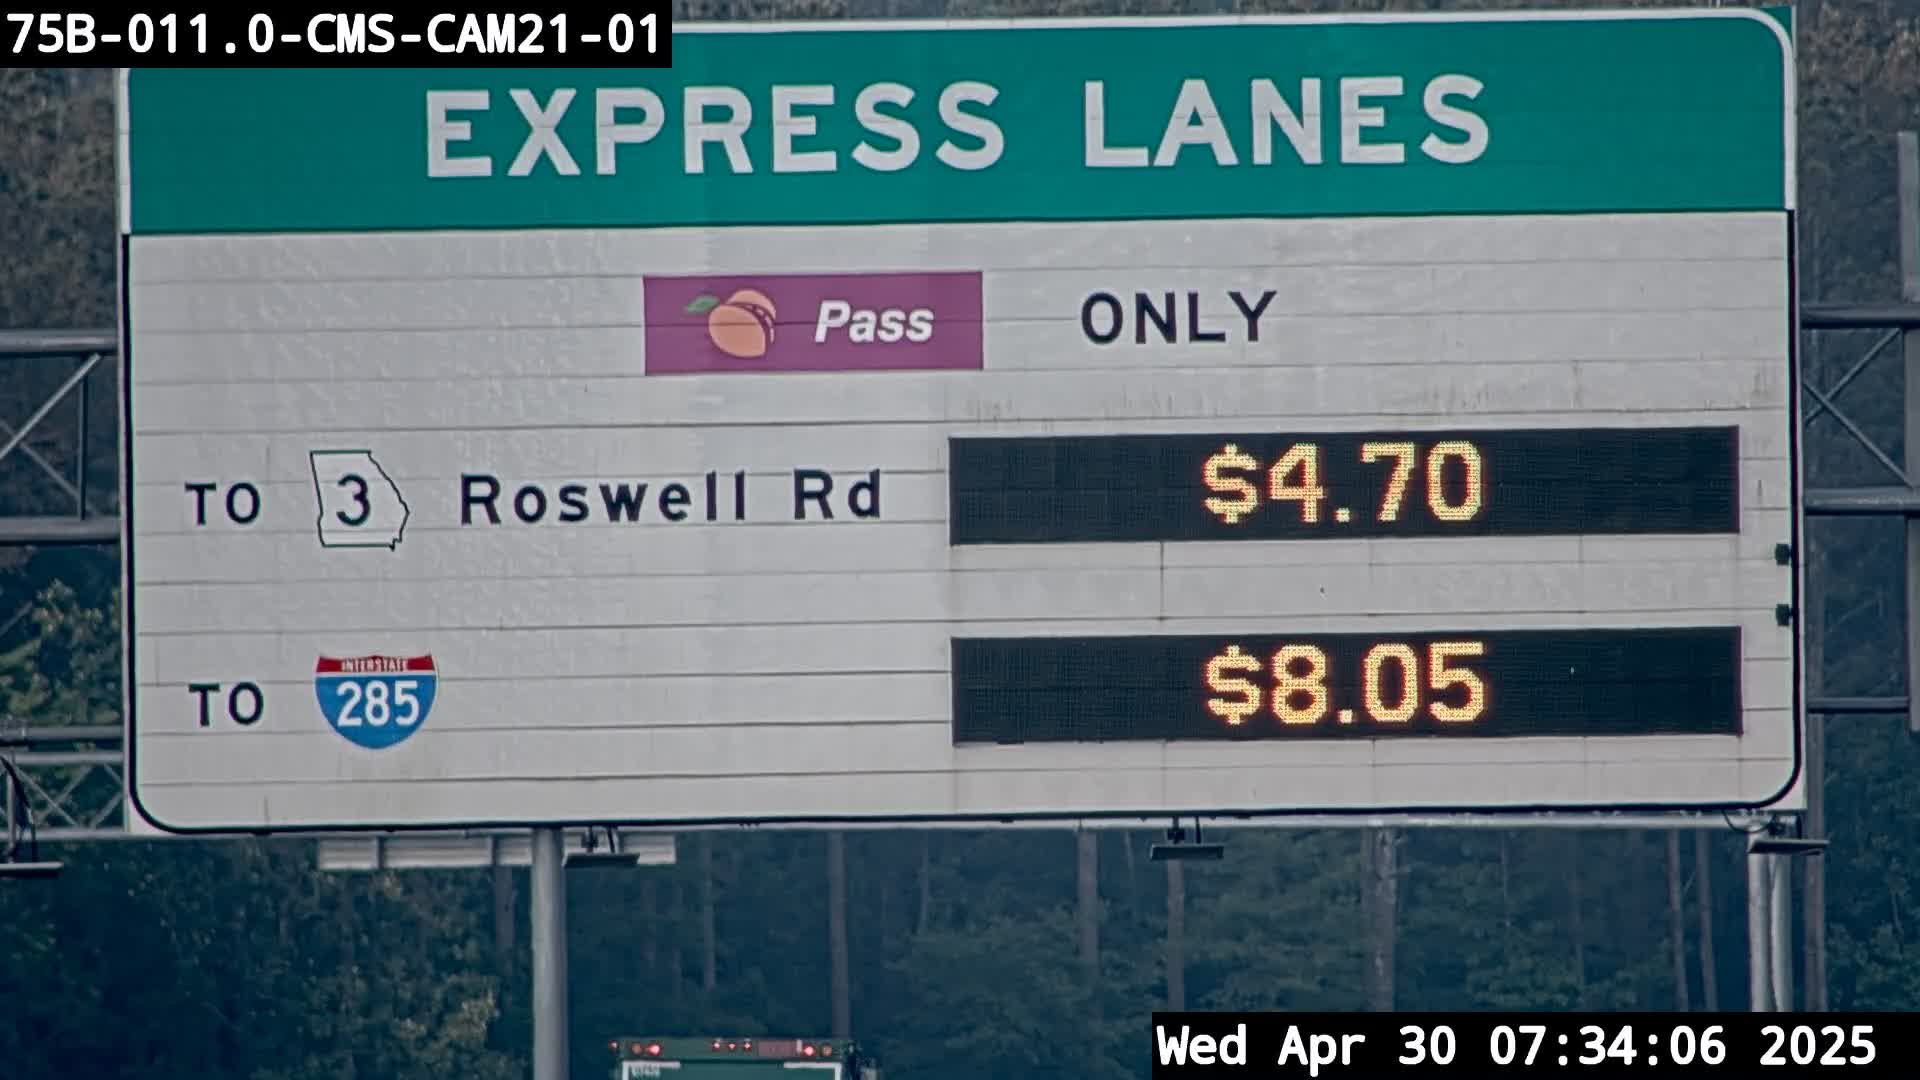 75B-011.0-CMS-CAM21-01
EXPRESS LANES
Pass ONLY
TO 3 Roswell Rd $4.70
INTERSTATE
TO 285 $8.05
Wed Apr 30 07:34:06 2025